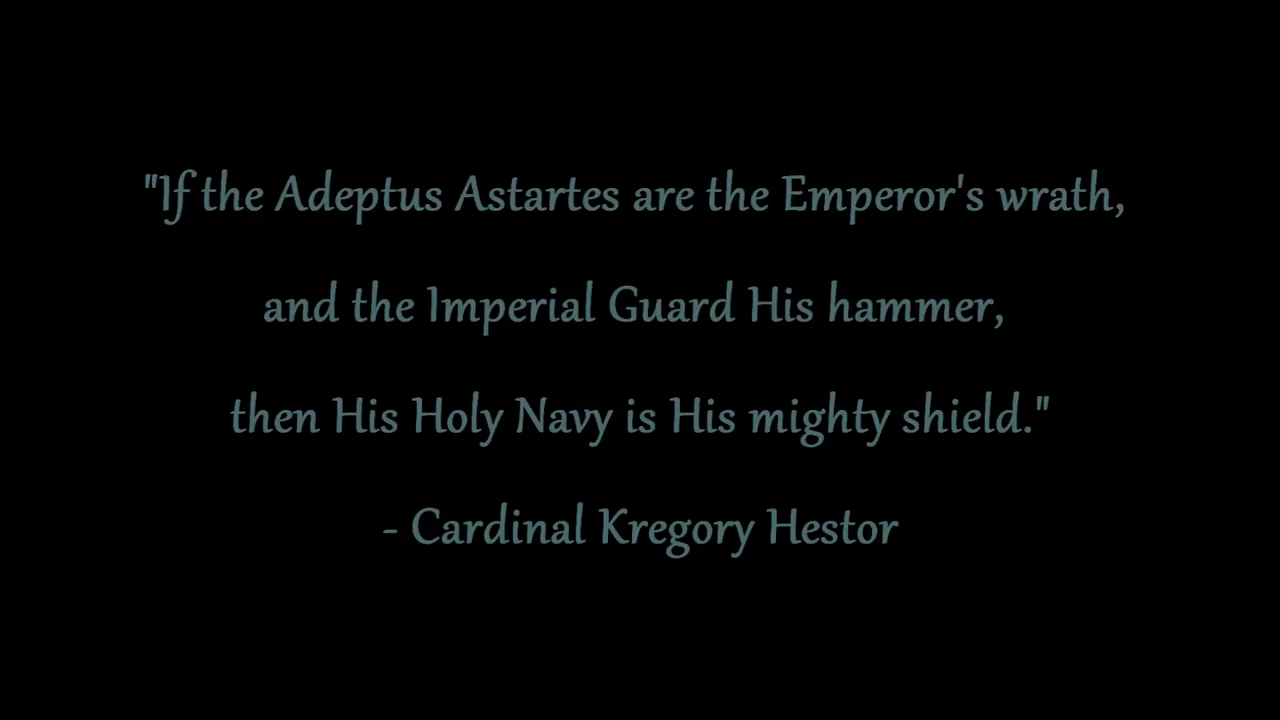 "If the Adeptus Astartes are the Emperor's wrath,
and the Imperial Guard His hammer,
then His Holy Navy is His mighty shield."
- Cardinal Kregory Hestor